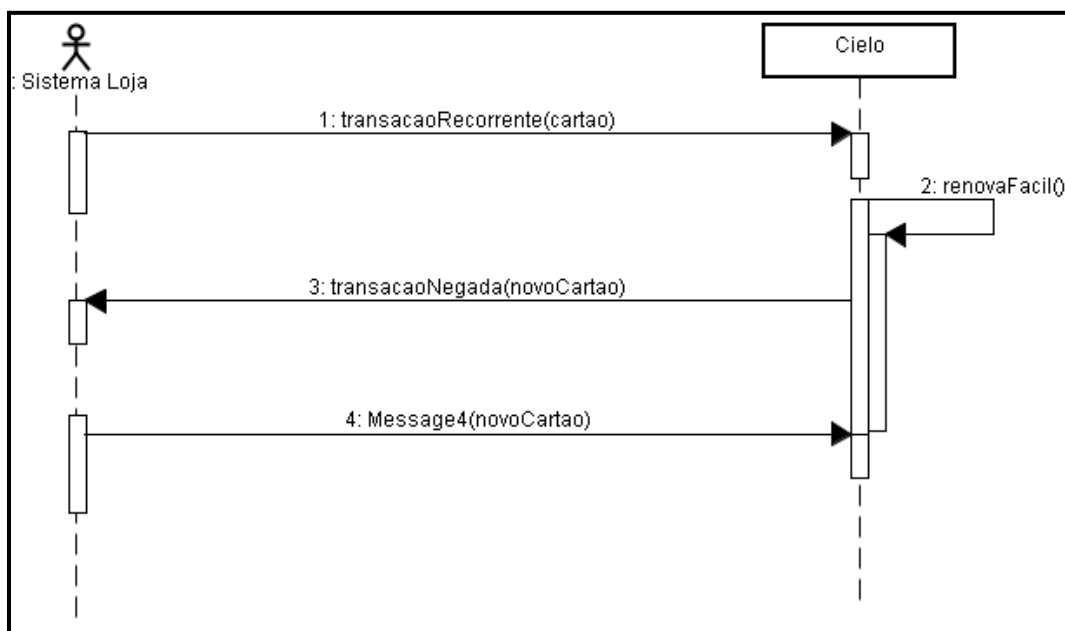 : Sistema Loja
Cielo
1: transacaoRecorrente(cartao)
2: renovaFacil()
3: transacaoNegada(novoCartao)
4: Message4(novoCartao)